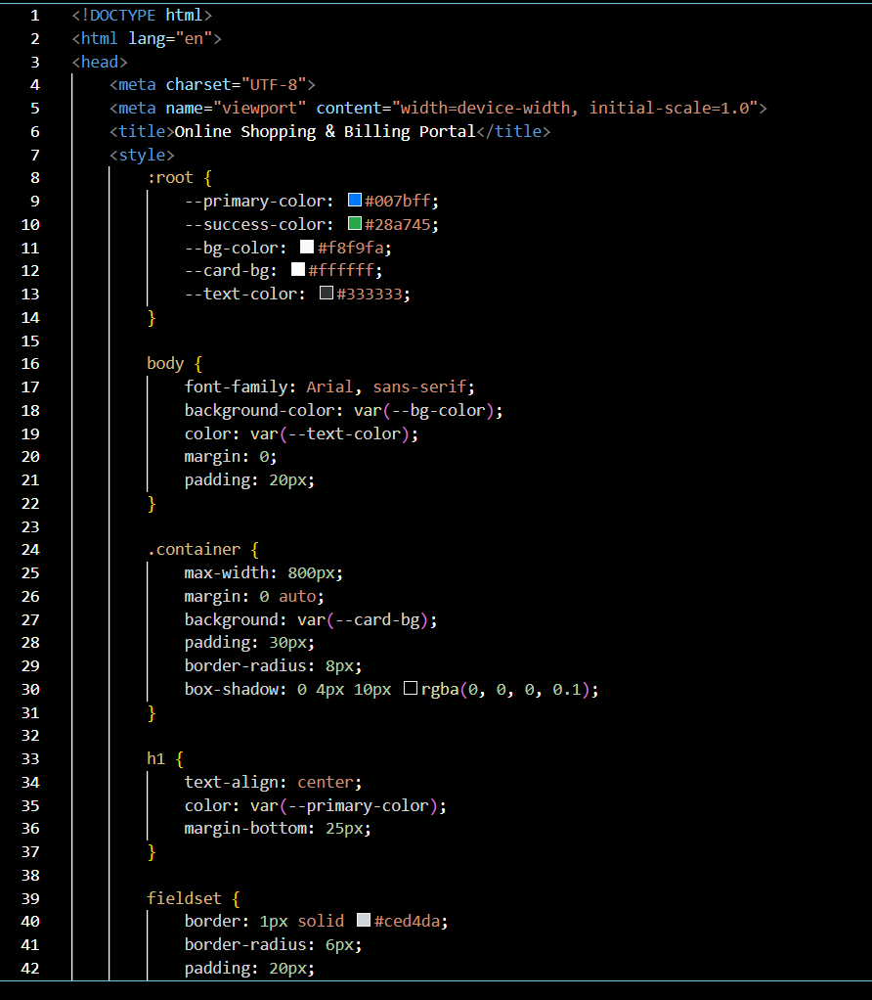 1 <!DOCTYPE html>
2 <html lang="en">
3 <head>
4     <meta charset="UTF-8">
5     <meta name="viewport" content="width=device-width, initial-scale=1.0">
6     <title>Online Shopping & Billing Portal</title>
7     <style>
8         :root {
9             --primary-color: #007bff;
10             --success-color: #28a745;
11             --bg-color: #f8f9fa;
12             --card-bg: #ffffff;
13             --text-color: #333333;
14         }
15
16         body {
17             font-family: Arial, sans-serif;
18             background-color: var(--bg-color);
19             color: var(--text-color);
20             margin: 0;
21             padding: 20px;
22         }
23
24         .container {
25             max-width: 800px;
26             margin: 0 auto;
27             background: var(--card-bg);
28             padding: 30px;
29             border-radius: 8px;
30             box-shadow: 0 4px 10px rgba(0, 0, 0, 0.1);
31         }
32
33         h1 {
34             text-align: center;
35             color: var(--primary-color);
36             margin-bottom: 25px;
37         }
38
39         fieldset {
40             border: 1px solid #ced4da;
41             border-radius: 6px;
42             padding: 20px;